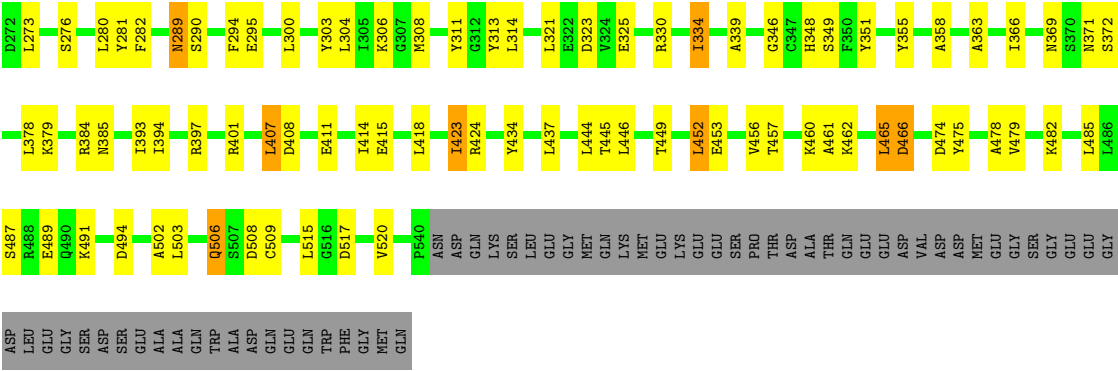 D272 L273 S276 L280 Y281 F282 N289 S290 F294 E295 L300 Y303 L304 I305 K306 G307 M308 Y311 G312 Y313 L314 L321 E322 D323 V324 E325 R330 I334 A339 G346 C347 H348 S349 F350 Y351 Y355 A358 A363 I366 N369 S370 N371 S372
L378 K379 R384 N385 I393 I394 R397 R401 L407 D408 E411 I414 E415 L418 I423 R424 Y434 L437 L444 T445 L446 T449 L452 E453 V456 T457 K460 A461 K462 L465 D466 D474 Y475 A478 V479 K482 L485 L486
S487 R488 E489 Q490 K491 D494 A502 L503 Q506 S507 D508 C509 L515 G516 D517 V520 P540 ASN ASP GLN LYS SER LEU GLU GLY MET GLU LYS MET GLU LYS GLU GLU SER PRO THR ASP ALA THR GLN GLU GLU ASP VAL ASP ASP MET GLU GLY SER GLY GLU GLU GLY
ASP LEU GLU GLY SER ASP SER GLU ALA ALA GLN TRP ALA ASP GLN GLU GLN TRP PHE GLY MET GLN